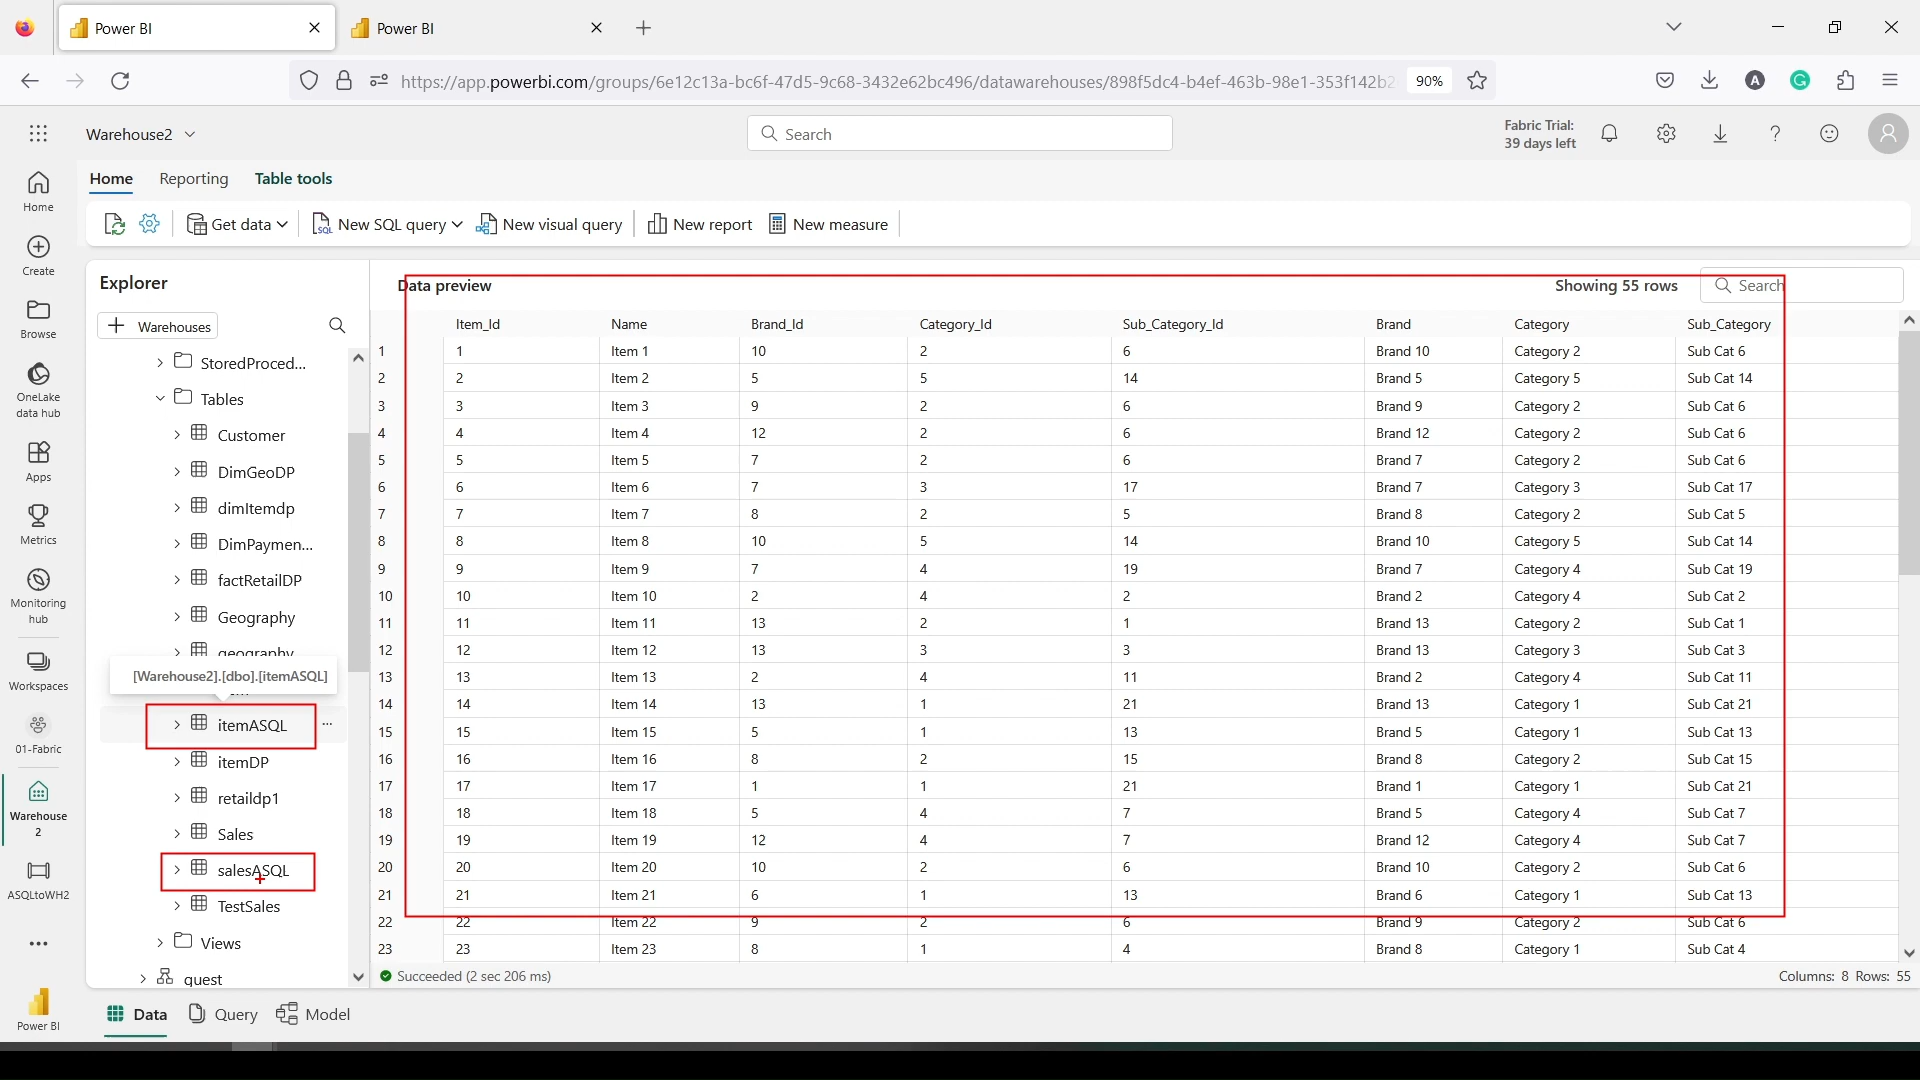 Power BI
Power BI
https://app.powerbi.com/groups/6e12c13a-bc6f-47d5-9c68-3432e62bc496/datawarehouses/898f5dc4-b4ef-463b-98e1-353f142b2
90%
Warehouse2
Search
Fabric Trial:
39 days left
Home Reporting Table tools
Get data New SQL query New visual query New report New measure
Home
Create
Browse
OneLake
data hub
Apps
Metrics
Monitoring
hub
Workspaces
01-Fabric
Warehouse
2
ASQLtoWH2
Power BI
Explorer
Warehouses
StoredProced...
Tables
Customer
DimGeoDP
dimItemdp
DimPaymen...
factRetailDP
Geography
geography
[Warehouse2].[dbo].[itemASQL]
itemASQL
itemDP
retaildp1
Sales
salesASQL
TestSales
Views
guest
Data preview Showing 55 rows Search
Item_Id Name Brand_Id Category_Id Sub_Category_Id Brand Category Sub_Category
1 1 Item 1 10 2 6 Brand 10 Category 2 Sub Cat 6
2 2 Item 2 5 5 14 Brand 5 Category 5 Sub Cat 14
3 3 Item 3 9 2 6 Brand 9 Category 2 Sub Cat 6
4 4 Item 4 12 2 6 Brand 12 Category 2 Sub Cat 6
5 5 Item 5 7 2 6 Brand 7 Category 2 Sub Cat 6
6 6 Item 6 7 3 17 Brand 7 Category 3 Sub Cat 17
7 7 Item 7 8 2 5 Brand 8 Category 2 Sub Cat 5
8 8 Item 8 10 5 14 Brand 10 Category 5 Sub Cat 14
9 9 Item 9 7 4 19 Brand 7 Category 4 Sub Cat 19
10 10 Item 10 2 4 2 Brand 2 Category 4 Sub Cat 2
11 11 Item 11 13 2 1 Brand 13 Category 2 Sub Cat 1
12 12 Item 12 13 3 3 Brand 13 Category 3 Sub Cat 3
13 13 Item 13 2 4 11 Brand 2 Category 4 Sub Cat 11
14 14 Item 14 13 1 21 Brand 13 Category 1 Sub Cat 21
15 15 Item 15 5 1 13 Brand 5 Category 1 Sub Cat 13
16 16 Item 16 8 2 15 Brand 8 Category 2 Sub Cat 15
17 17 Item 17 1 1 21 Brand 1 Category 1 Sub Cat 21
18 18 Item 18 5 4 7 Brand 5 Category 4 Sub Cat 7
19 19 Item 19 12 4 7 Brand 12 Category 4 Sub Cat 7
20 20 Item 20 10 2 6 Brand 10 Category 2 Sub Cat 6
21 21 Item 21 6 1 13 Brand 6 Category 1 Sub Cat 13
22 22 Item 22 9 2 6 Brand 9 Category 2 Sub Cat 6
23 23 Item 23 8 1 4 Brand 8 Category 1 Sub Cat 4
Succeeded (2 sec 206 ms) Columns: 8 Rows: 55
Data Query Model